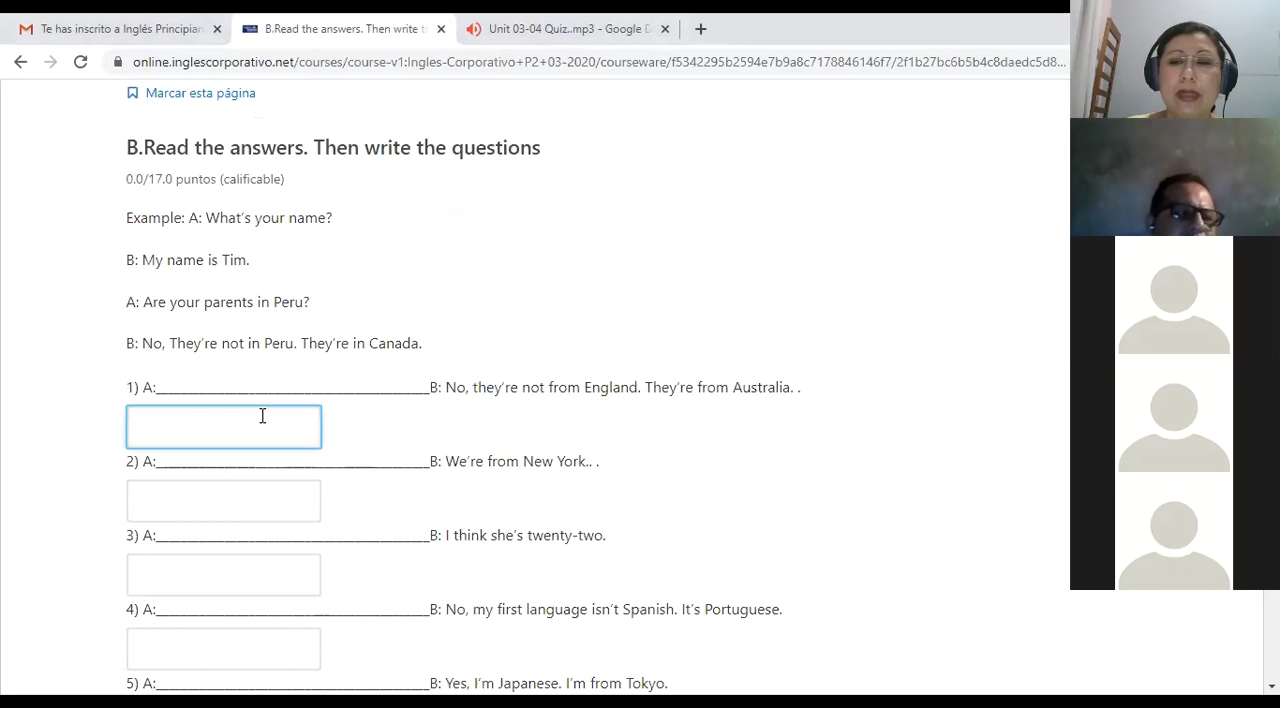 Te has inscrito a Inglés Principian
B.Read the answers. Then write t
Unit 03-04 Quiz..mp3 - Google D
online.inglescorporativo.net/courses/course-v1:Ingles-Corporativo+P2+03-2020/courseware/f5342295b2594e7b9a8c7178846146f7/2f1b27bc6b5b4c8daedc5d8...
Marcar esta página
B.Read the answers. Then write the questions
0.0/17.0 puntos (calificable)
Example: A: What's your name?
B: My name is Tim.
A: Are your parents in Peru?
B: No, They're not in Peru. They're in Canada.
1) A:___________________________________B: No, they're not from England. They're from Australia. .
2) A:___________________________________B: We're from New York.. .
3) A:___________________________________B: I think she's twenty-two.
4) A:___________________________________B: No, my first language isn't Spanish. It's Portuguese.
5) A:___________________________________B: Yes, I'm Japanese. I'm from Tokyo.